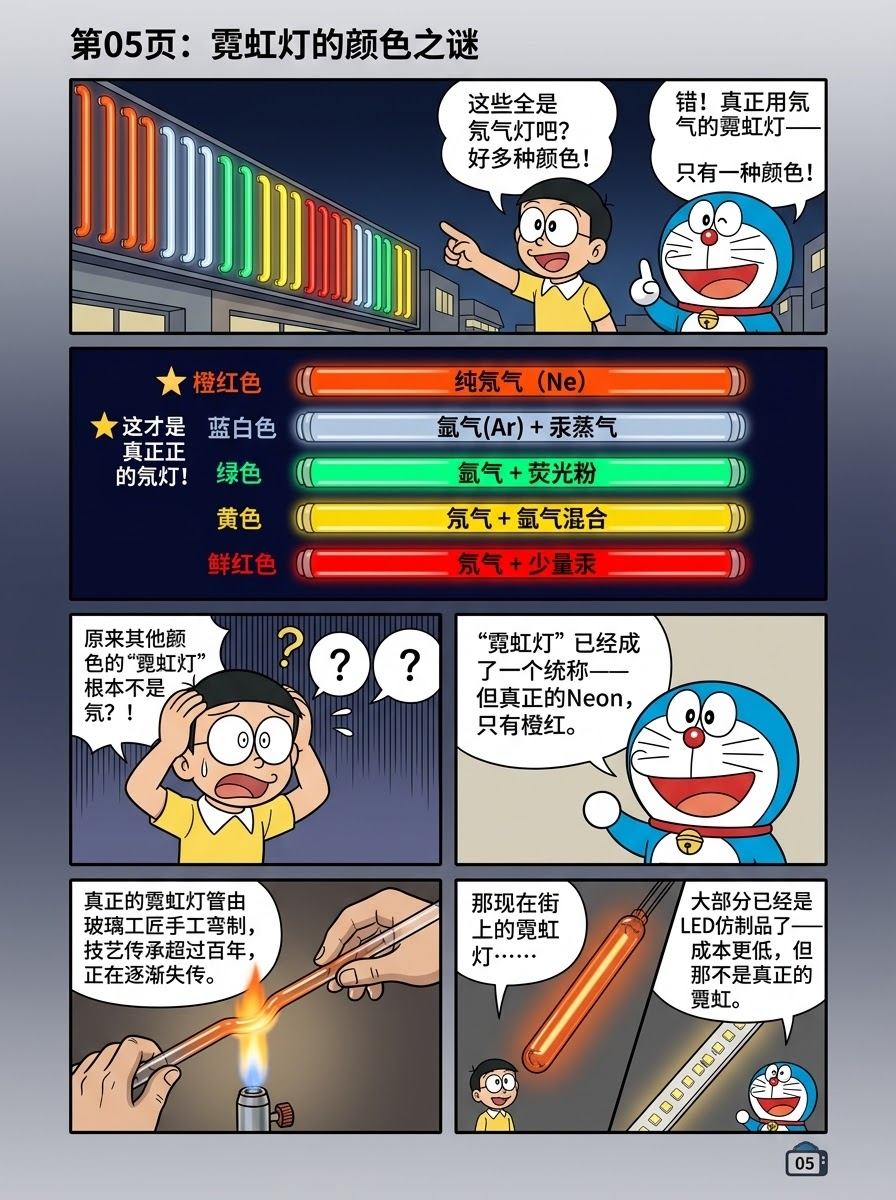 第05页：霓虹灯的颜色之谜
这些全是
氖气灯吧？
好多种颜色！
错！真正用氖
气的霓虹灯——
只有一种颜色！
★橙红色
纯氖气（Ne）
★这才是
真正正
的氖灯！
蓝白色
氩气(Ar) + 汞蒸气
绿色
氩气 + 荧光粉
黄色
氖气 + 氩气混合
鲜红色
氖气 + 少量汞
原来其他颜
色的“霓虹灯”
根本不是
氖？！
?
?
?
“霓虹灯”已经成
了一个统称——
但真正的Neon，
只有橙红。
真正的霓虹灯管由
玻璃工匠手工弯制，
技艺传承超过百年，
正在逐渐失传。
那现在街
上的霓虹
灯……
大部分已经是
LED仿制品了——
成本更低，但
那不是真正的
霓虹。
05